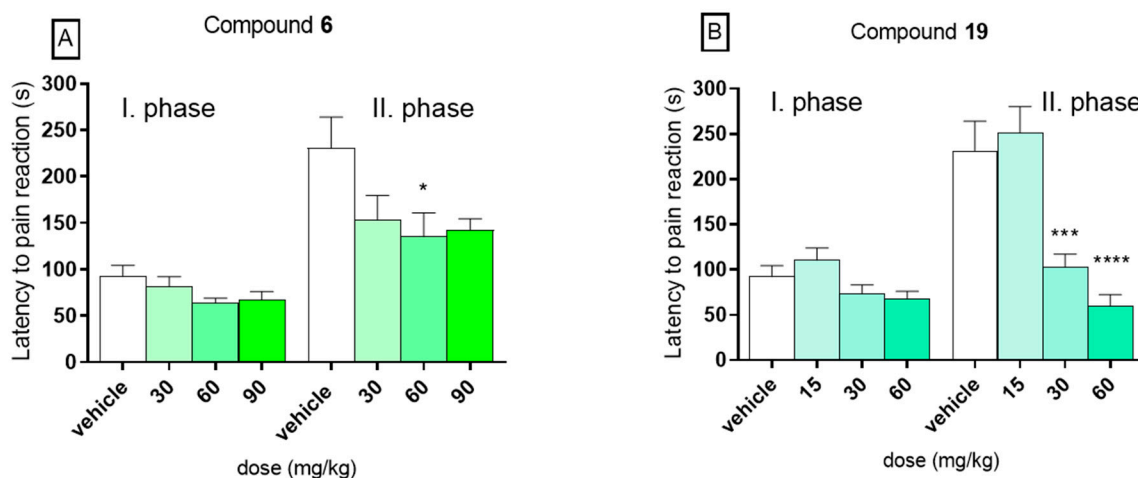 A
Compound 6
Latency to pain reaction (s)
300
250
200
150
100
50
0
I. phase
II. phase
*
vehicle
30
60
90
vehicle
30
60
90
dose (mg/kg)
B
Compound 19
Latency to pain reaction (s)
300
250
200
150
100
50
0
I. phase
II. phase
***
****
vehicle
15
30
60
vehicle
15
30
60
dose (mg/kg)